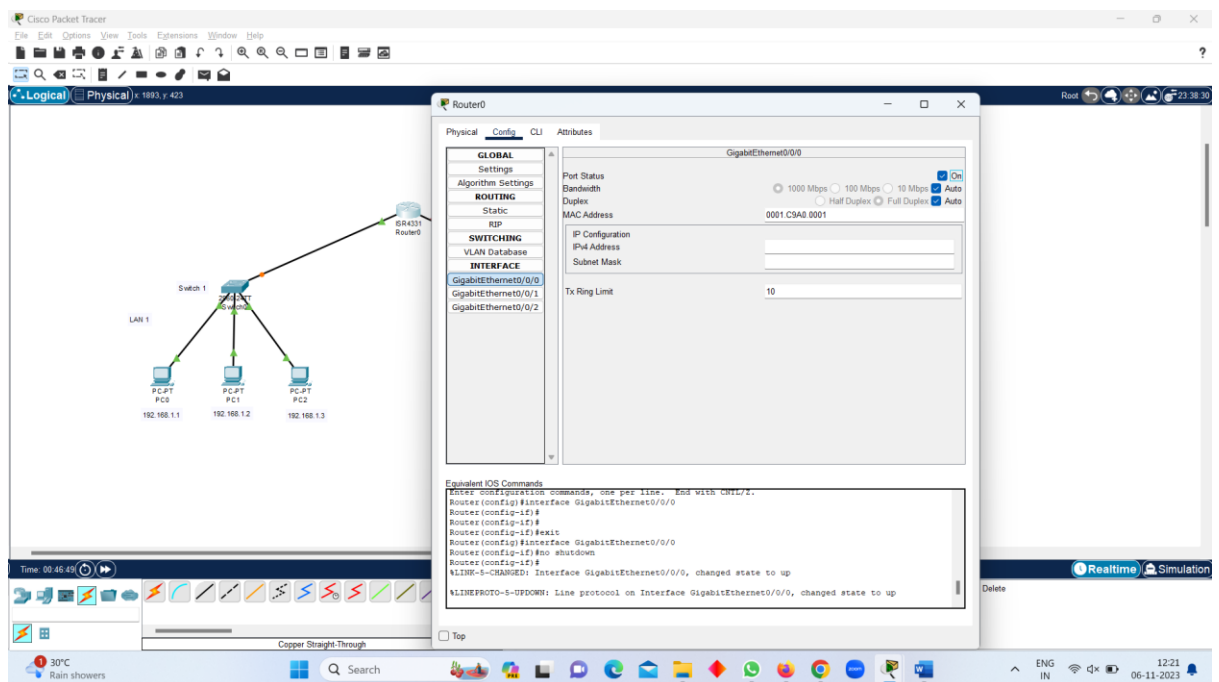 Cisco Packet Tracer
File Edit Options View Tools Extensions Window Help
?
Logical Physical x: 1893, y: 423
Root 23:38:30
Router0
Physical Config CLI Attributes
GLOBAL
Settings
Algorithm Settings
ROUTING
Static
RIP
SWITCHING
VLAN Database
INTERFACE
GigabitEthernet0/0/0
GigabitEthernet0/0/1
GigabitEthernet0/0/2
GigabitEthernet0/0/0
Port Status On
Bandwidth 1000 Mbps 100 Mbps 10 Mbps Auto
Duplex Half Duplex Full Duplex Auto
MAC Address 0001.C9A0.0001
IP Configuration
IPv4 Address
Subnet Mask
Tx Ring Limit 10
Equivalent IOS Commands
Enter configuration commands, one per line. End with CNTL/Z.
Router(config)#interface GigabitEthernet0/0/0
Router(config-if)#
Router(config-if)#
Router(config-if)#exit
Router(config)#interface GigabitEthernet0/0/0
Router(config-if)#no shutdown
Router(config-if)#
%LINK-5-CHANGED: Interface GigabitEthernet0/0/0, changed state to up
%LINEPROTO-5-UPDOWN: Line protocol on Interface GigabitEthernet0/0/0, changed state to up
Top
ISR4331
Router0
Switch 1
LAN 1
PC-PT
PC0
PC-PT
PC1
PC-PT
PC2
192.168.1.1
192.168.1.2
192.168.1.3
Time: 00:46:49
Realtime Simulation
Delete
Copper Straight-Through
1
30°C
Rain showers
Search
PRE
zoom
ENG
IN
12:21
06-11-2023